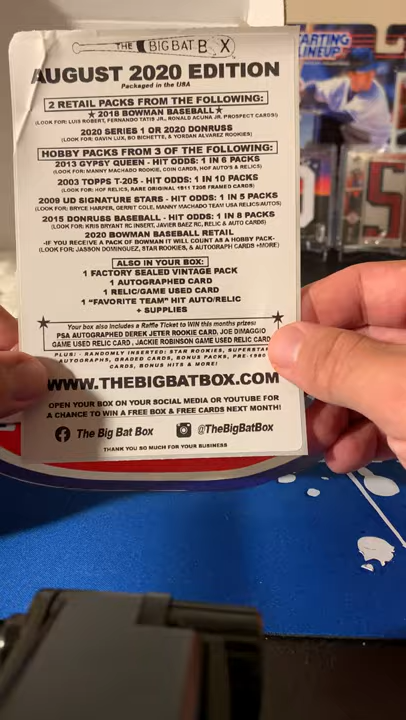 THE BIG BAT BOX
AUGUST 2020 EDITION
Packaged in the USA
2 RETAIL PACKS FROM THE FOLLOWING:
★ 2018 BOWMAN BASEBALL ★
(LOOK FOR: LUIS ROBERT, FERNANDO TATIS JR., RONALD ACUNA JR. PROSPECT CARDS)
2020 SERIES 1 OR 2020 DONRUSS
(LOOK FOR: GAVIN LUX, BO BICHETTE, & YORDAN ALVAREZ ROOKIES)
HOBBY PACKS FROM 3 OF THE FOLLOWING:
2013 GYPSY QUEEN - HIT ODDS: 1 IN 6 PACKS
(LOOK FOR: MANNY MACHADO ROOKIE, COIN CARDS, HOF AUTO'S & RELICS)
2003 TOPPS T-205 - HIT ODDS: 1 IN 10 PACKS
(LOOK FOR: HOF RELICS, RARE ORIGINAL 1911 T205 FRAMED CARDS)
2009 UD SIGNATURE STARS - HIT ODDS: 1 IN 5 PACKS
(LOOK FOR: BRYCE HARPER, GERRIT COLE, MANNY MACHADO TEAM USA RELICS/AUTOS)
2015 DONRUSS BASEBALL - HIT ODDS: 1 IN 8 PACKS
(LOOK FOR: KRIS BRYANT RC INSERT, JAVIER BAEZ RC, RELIC & AUTO CARDS)
2020 BOWMAN BASEBALL RETAIL
-IF YOU RECEIVE A PACK OF BOWMAN IT WILL COUNT AS A HOBBY PACK-
(LOOK FOR: JASSON DOMINGUEZ, STAR ROOKIES, & AUTOGRAPH CARDS +MORE)
ALSO IN YOUR BOX:
1 FACTORY SEALED VINTAGE PACK
1 AUTOGRAPHED CARD
1 RELIC/GAME USED CARD
1 "FAVORITE TEAM" HIT AUTO/RELIC
+ SUPPLIES
Your box also includes a Raffle Ticket to WIN this months prizes:
PSA AUTOGRAPHED DEREK JETER ROOKIE CARD, JOE DIMAGGIO
GAME USED RELIC CARD, JACKIE ROBINSON GAME USED RELIC CARD
PLUS: - RANDOMLY INSERTED: STAR ROOKIES, SUPERSTAR
AUTOGRAPHS, GRADED CARDS, BONUS PACKS, PRE-1980
CARDS, BONUS HITS & MORE!
WWW.THEBIGBATBOX.COM
OPEN YOUR BOX ON YOUR SOCIAL MEDIA OR YOUTUBE FOR
A CHANCE TO WIN A FREE BOX & FREE CARDS NEXT MONTH!
The Big Bat Box @TheBigBatBox
THANK YOU SO MUCH FOR YOUR BUSINESS
STARTING
LINEUP